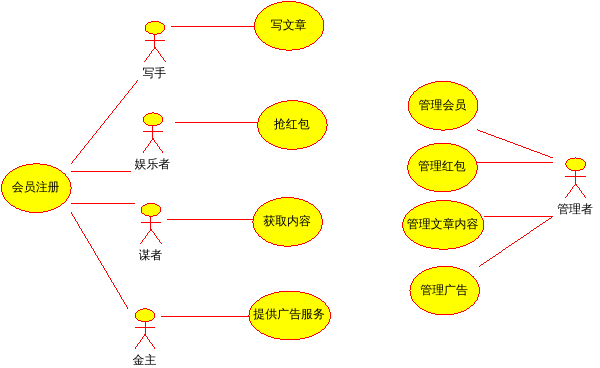 写文章
写手
管理会员
抢红包
娱乐者
管理红包
会员注册
管理者
获取内容
管理文章内容
谋者
管理广告
提供广告服务
金主